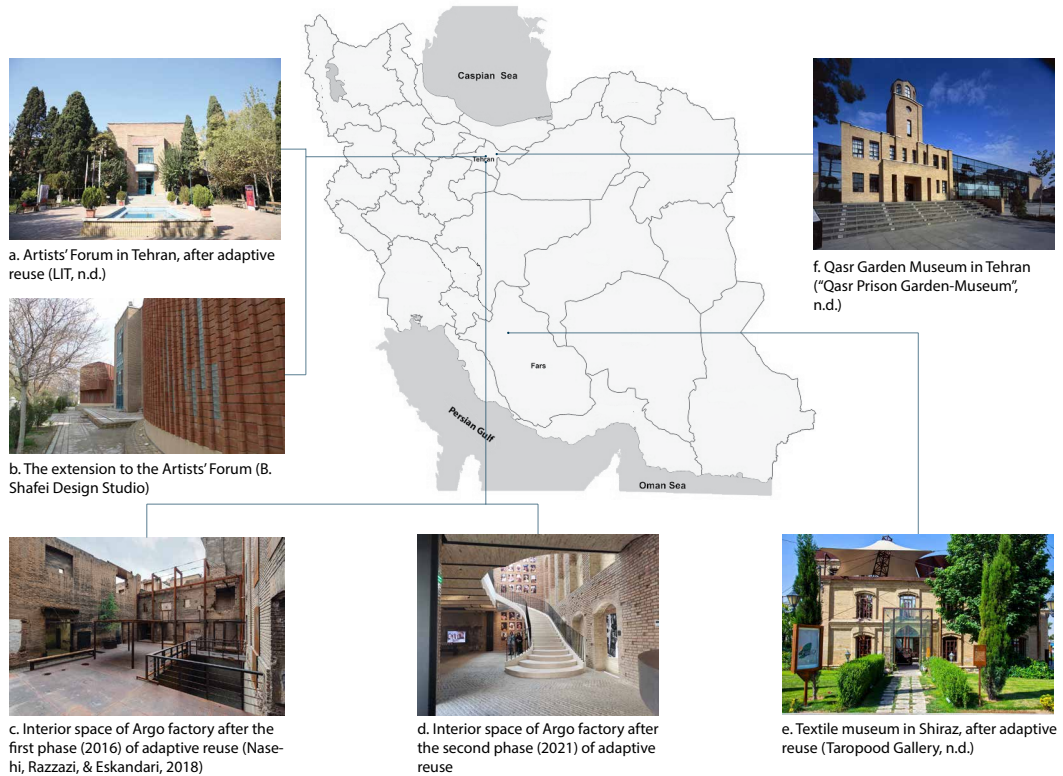 Caspian Sea
Tehran
Fars
Persian Gulf
Oman Sea
a. Artists' Forum in Tehran, after adaptive
reuse (LIT, n.d.)
b. The extension to the Artists' Forum (B.
Shafei Design Studio)
c. Interior space of Argo factory after the
first phase (2016) of adaptive reuse (Nase-
hi, Razzazi, & Eskandari, 2018)
d. Interior space of Argo factory after
the second phase (2021) of adaptive
reuse
e. Textile museum in Shiraz, after adaptive
reuse (Taropood Gallery, n.d.)
f. Qasr Garden Museum in Tehran
("Qasr Prison Garden-Museum",
n.d.)